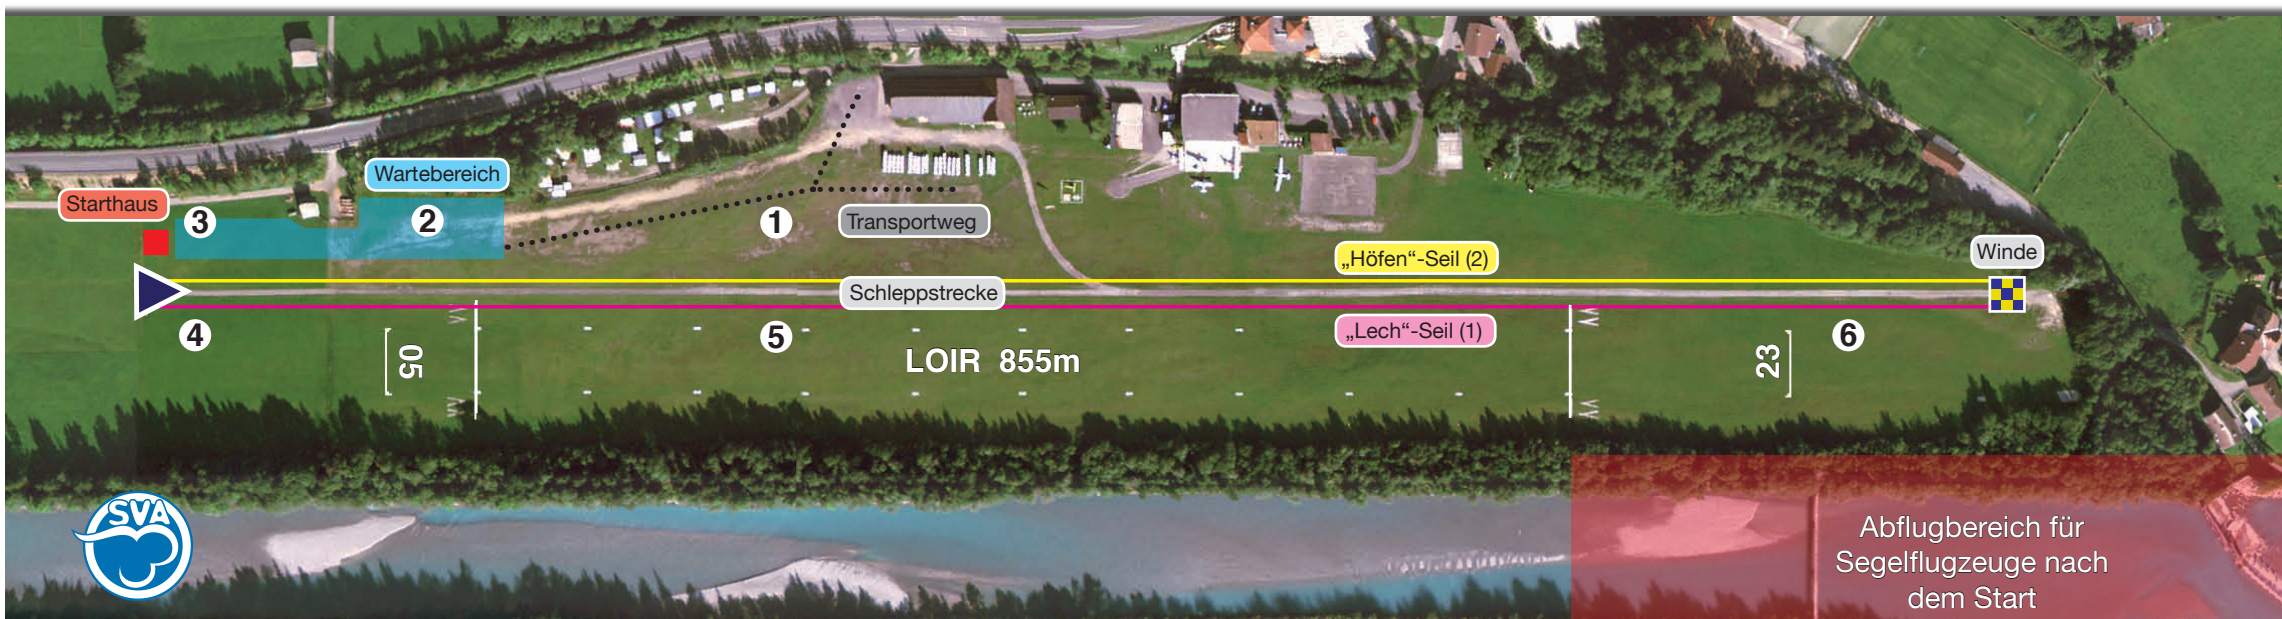 Wartebereich
Starthaus
3
2
1
Transportweg
„Höfen“-Seil (2)
Winde
Schleppstrecke
4
5
„Lech“-Seil (1)
6
05
LOIR 855m
23
SVA
Abflugbereich für
Segelflugzeuge nach
dem Start